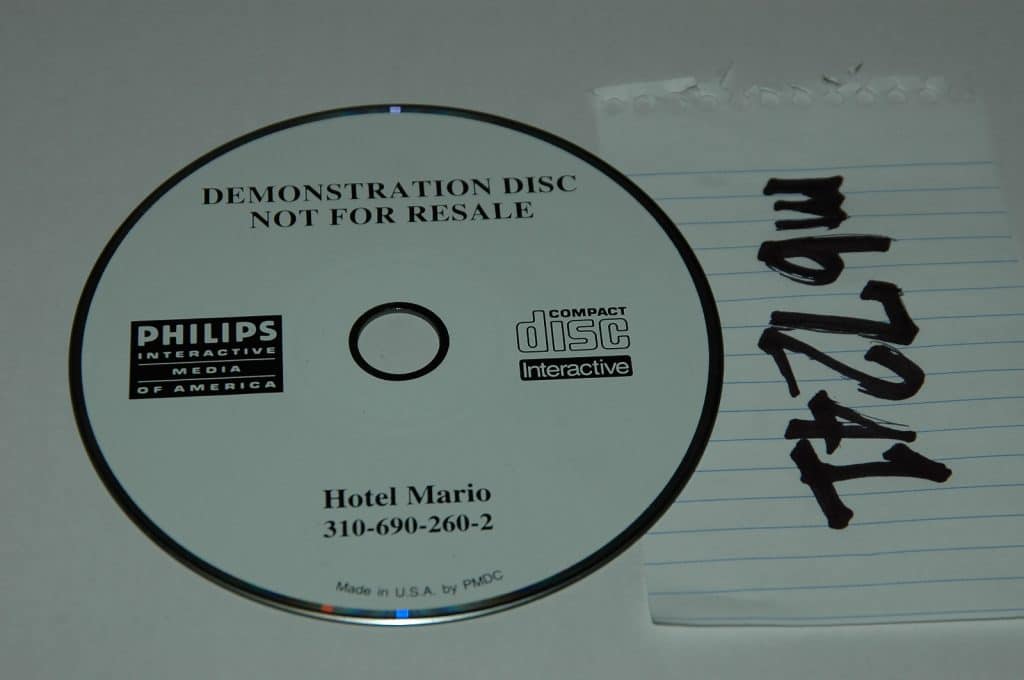 DEMONSTRATION DISC
NOT FOR RESALE
PHILIPS
INTERACTIVE
MEDIA
OF AMERICA
COMPACT
disc
Interactive
Hotel Mario
310-690-260-2
Made in U.S.A. by PMDC
mb7241